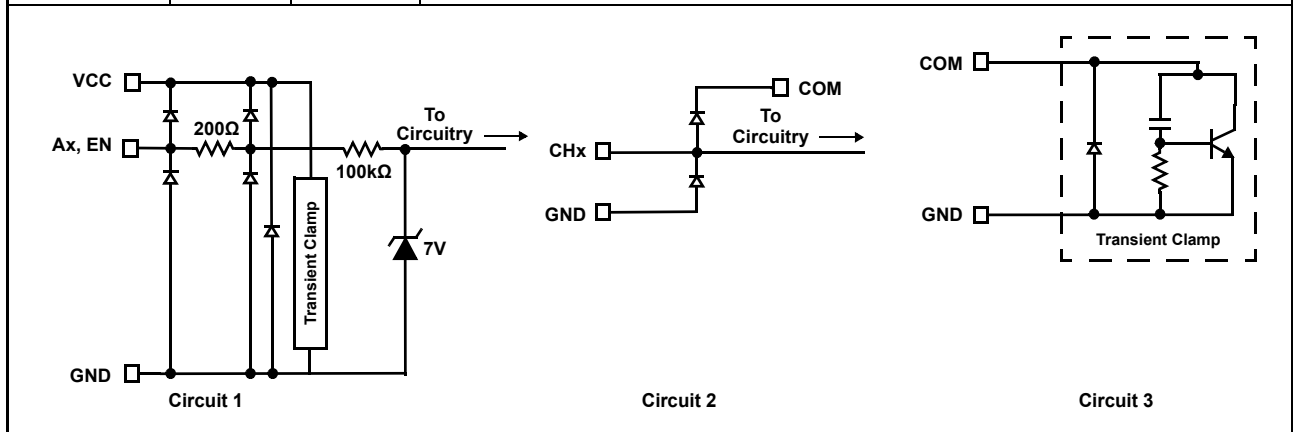 VCC
Ax, EN
200Ω
To
Circuitry
100kΩ
Transient Clamp
7V
GND
Circuit 1
COM
To
Circuitry
CHx
GND
Circuit 2
COM
GND
Transient Clamp
Circuit 3